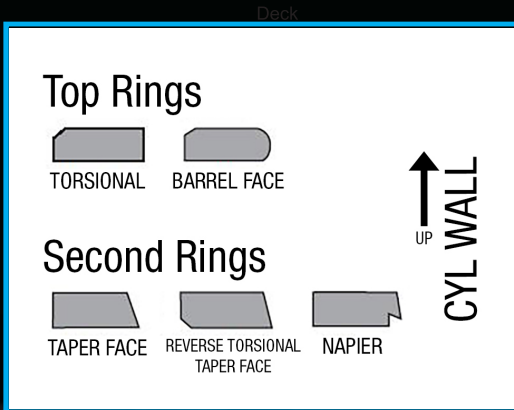 Deck
Top Rings
TORSIONAL
BARREL FACE
UP
CYL WALL
Second Rings
TAPER FACE
REVERSE TORSIONAL
TAPER FACE
NAPIER